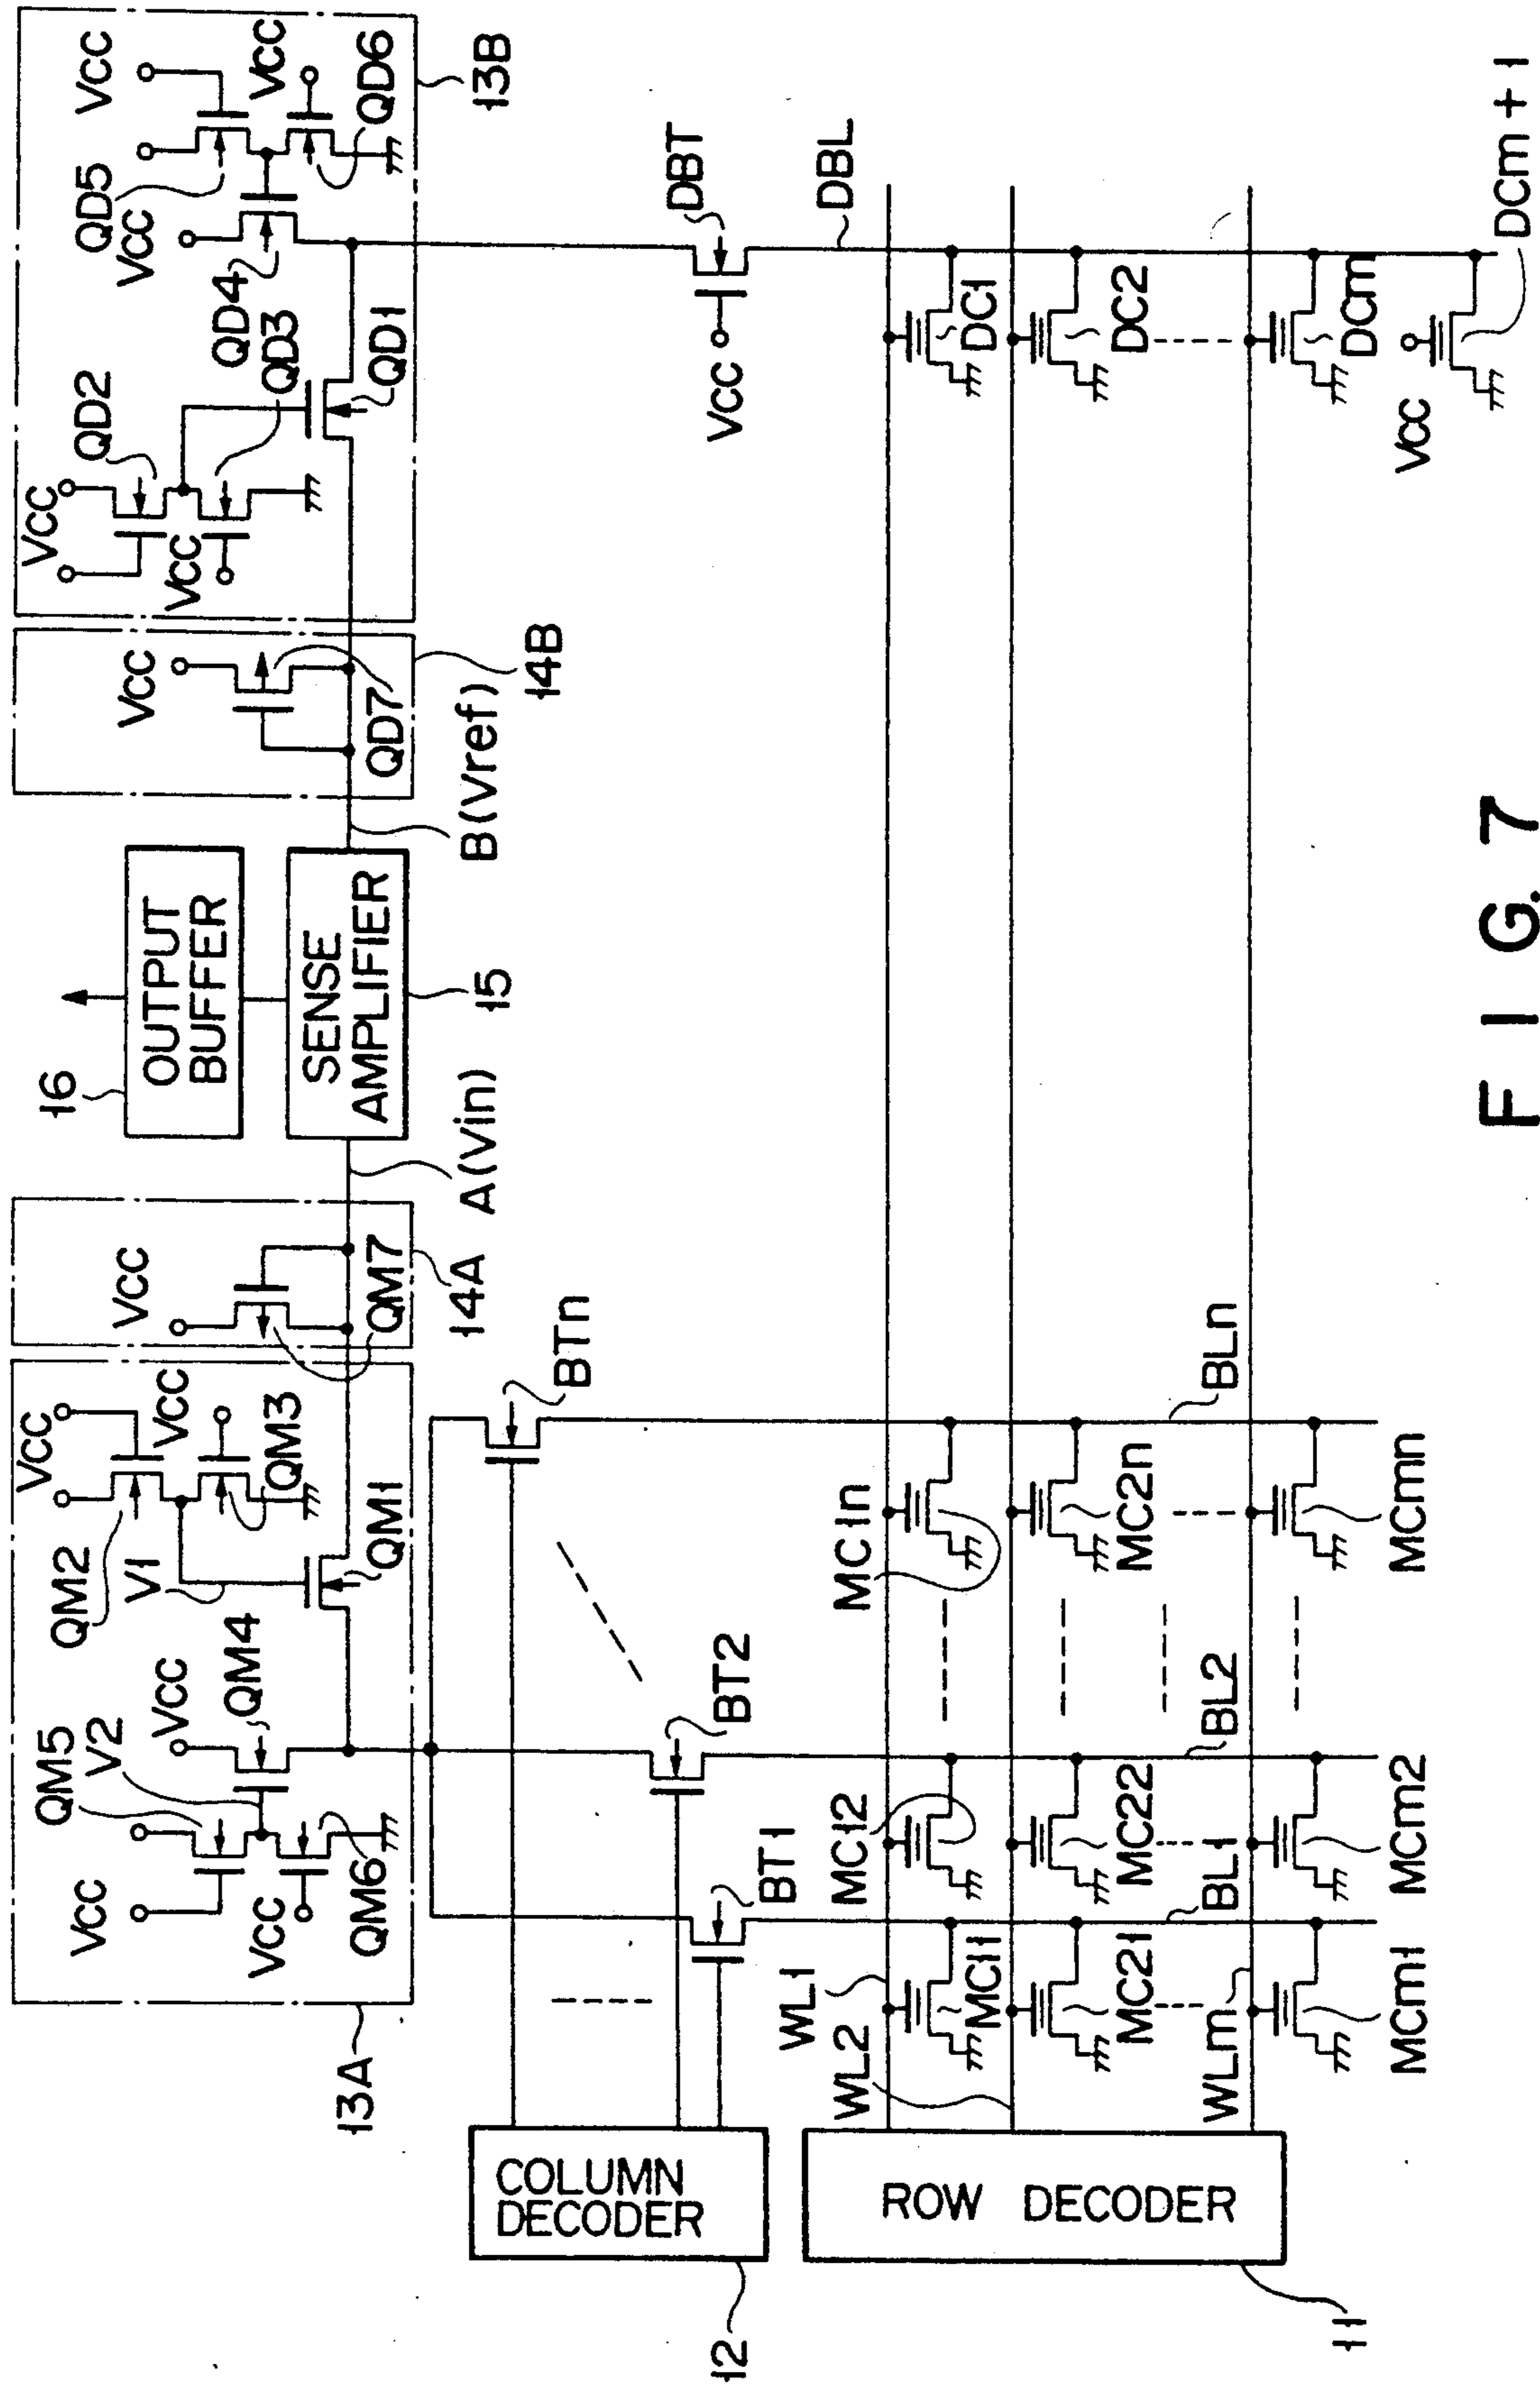 13A
VCC
QM5
V2
VCC
QM6
VCC
QM4
QM2
V1
VCC
VCC
QM3
QM1
VCC
QM7
14A
A(Vin)
16
OUTPUT
BUFFER
SENSE
AMPLIFIER
15
B(Vref)
VCC
QD7
14B
VCC
QD2
VCC
QD3
QD1
QD5
VCC
QD4
VCC
VCC
QD6
13B
12
COLUMN
DECODER
BT1
BT2
BTn
VCC
DBT
DBL
11
ROW DECODER
WL1
WL2
WLm
MC11
MC12
MC1n
DC1
MC21
MC22
MC2n
DC2
BL1
BL2
BLn
MCm1
MCm2
MCmn
DCm
VCC
DCm+1
FIG. 7